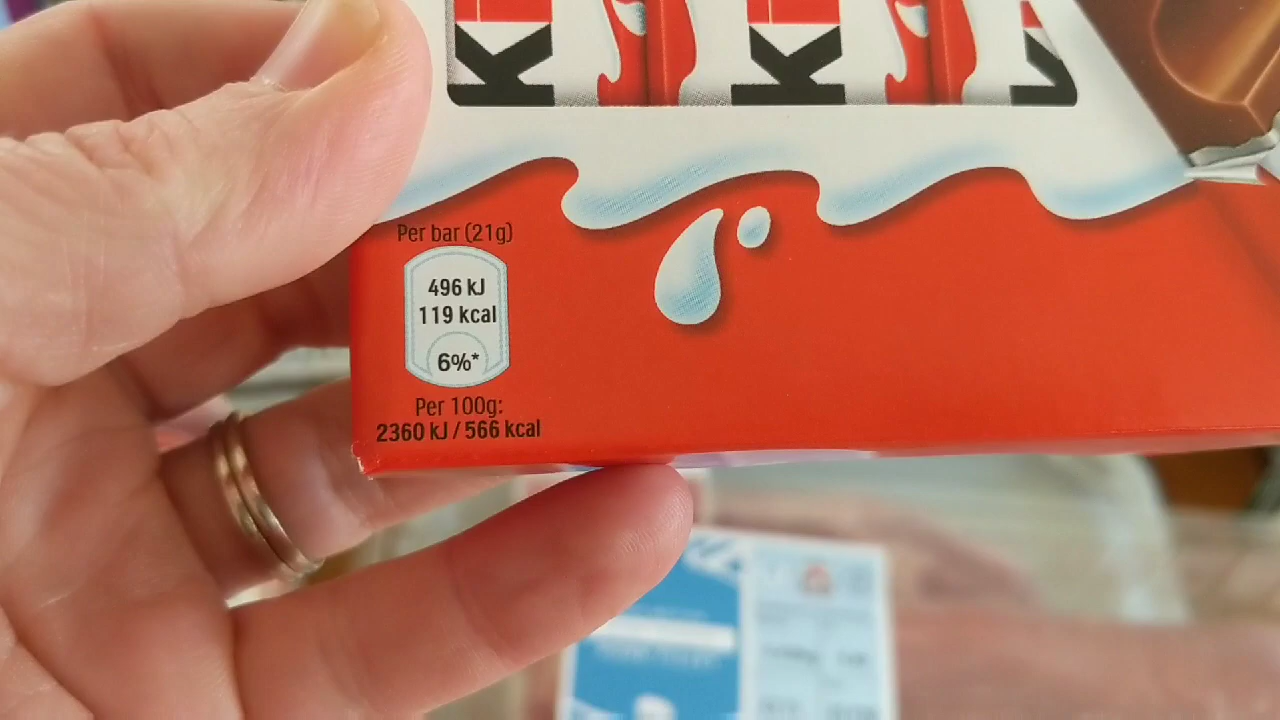 K K K
Per bar (21g)
496 kJ
119 kcal
6%*
Per 100g:
2360 kJ / 566 kcal